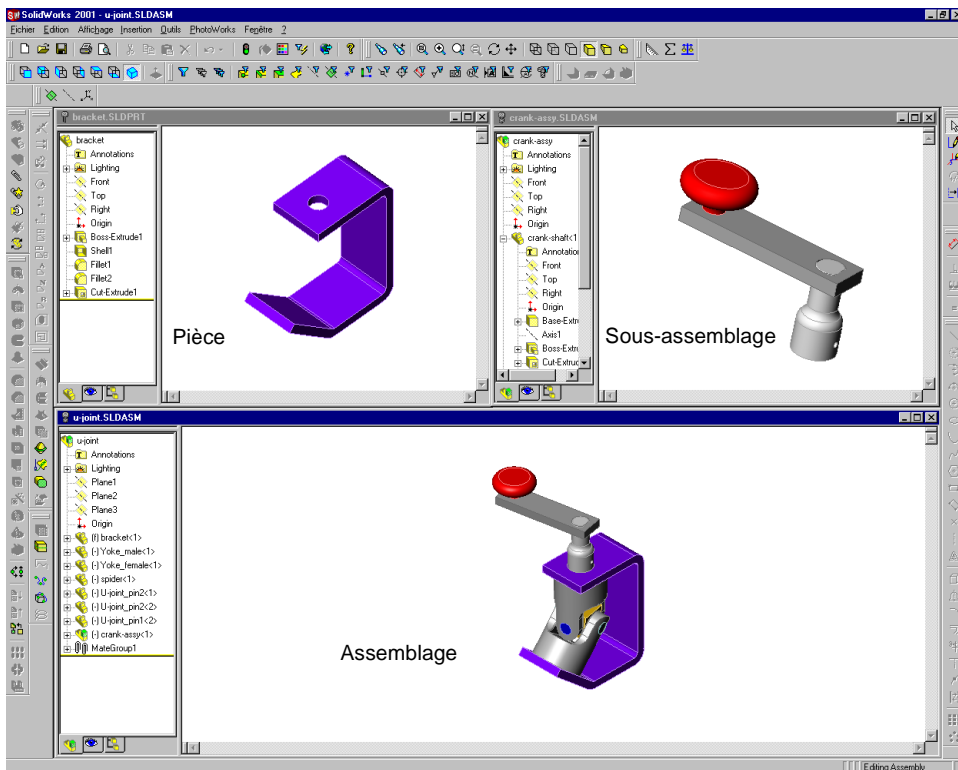 SolidWorks 2001 - u-joint.SLDASM
Fichier Edition Affichage Insertion Outils PhotoWorks Fenêtre ?
bracket.SLDPRT
bracket
Annotations
Lighting
Front
Top
Right
Origin
Boss-Extrude1
Shell1
Fillet1
Fillet2
Cut-Extrude1
Pièce
crank-assy.SLDASM
crank-assy
Annotations
Lighting
Front
Top
Right
Origin
crank-shaft<1
Annotation
Front
Top
Right
Origin
Base-Extr
Axis1
Boss-Extr
Cut-Extruc
Sous-assemblage
u-joint.SLDASM
u-joint
Annotations
Lighting
Plane1
Plane2
Plane3
Origin
(f) bracket<1>
(-) Yoke_male<1>
(-) Yoke_female<1>
(-) spider<1>
(-) U-joint_pin2<1>
(-) U-joint_pin2<2>
(-) U-joint_pin1<2>
(-) crank-assy<1>
MateGroup1
Assemblage
Editing Assembly